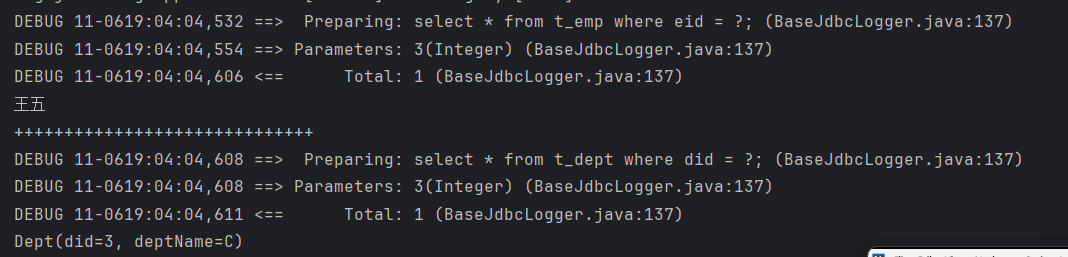 DEBUG 11-0619:04:04,532 ==>  Preparing: select * from t_emp where eid = ?; (BaseJdbcLogger.java:137)
DEBUG 11-0619:04:04,554 ==> Parameters: 3(Integer) (BaseJdbcLogger.java:137)
DEBUG 11-0619:04:04,606 <==      Total: 1 (BaseJdbcLogger.java:137)
王五
++++++++++++++++++++++++++++++
DEBUG 11-0619:04:04,608 ==>  Preparing: select * from t_dept where did = ?; (BaseJdbcLogger.java:137)
DEBUG 11-0619:04:04,608 ==> Parameters: 3(Integer) (BaseJdbcLogger.java:137)
DEBUG 11-0619:04:04,611 <==      Total: 1 (BaseJdbcLogger.java:137)
Dept(did=3, deptName=C)